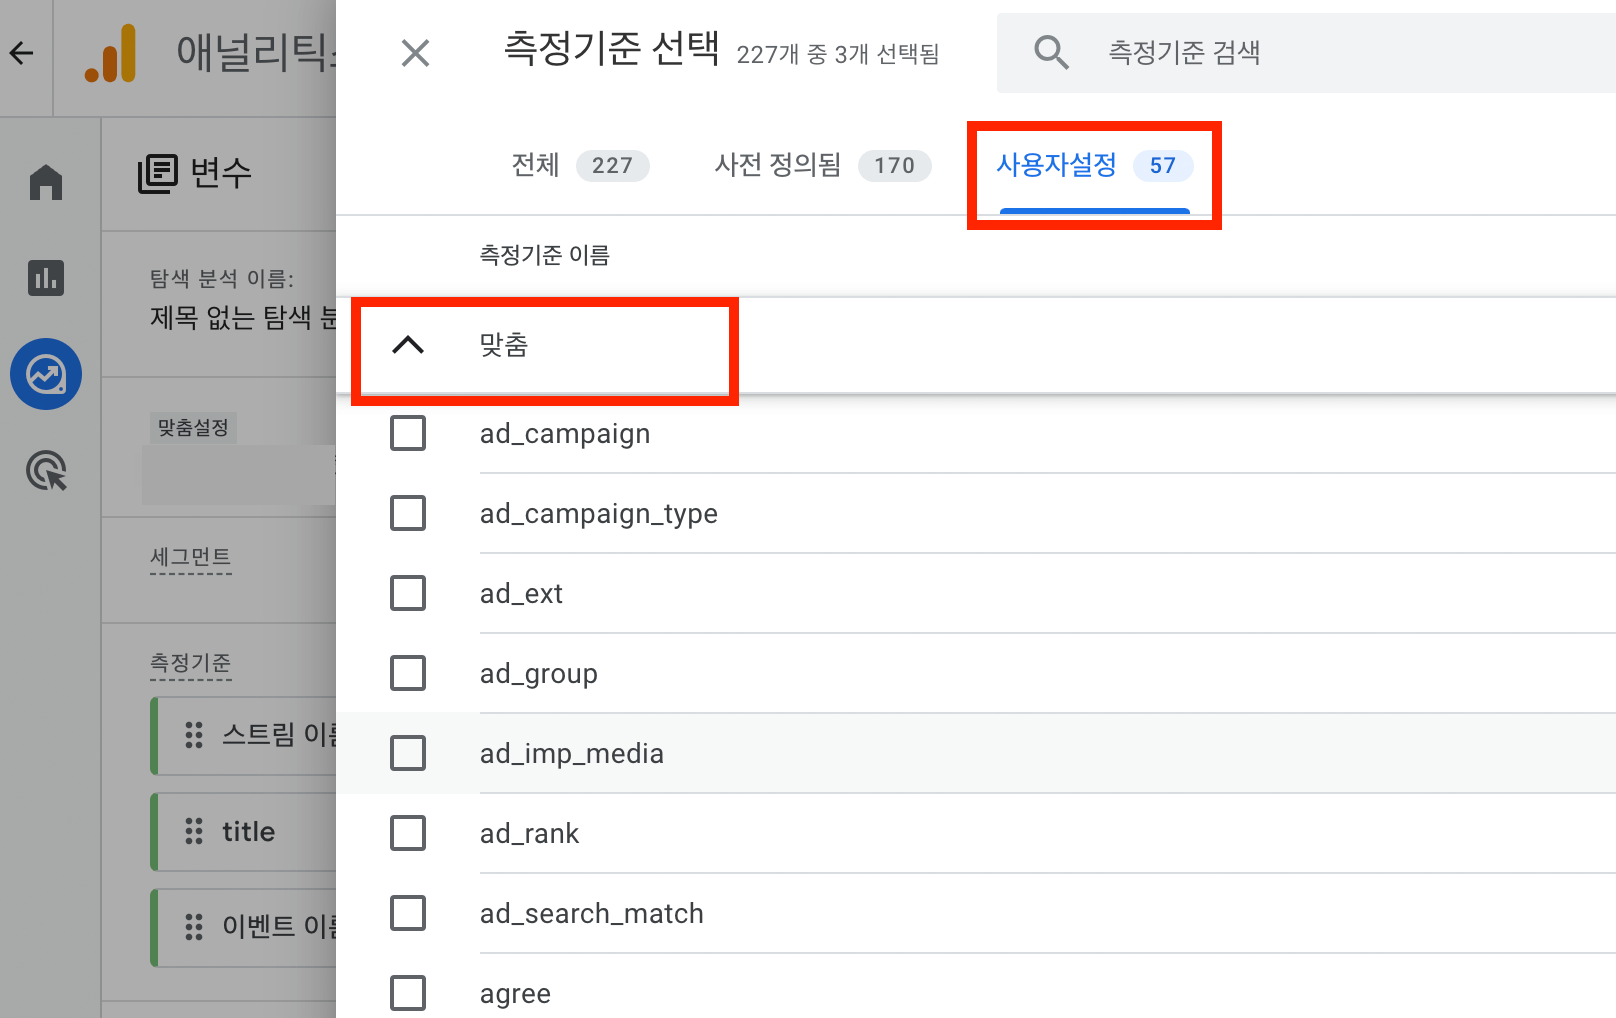 애널리틱스
변수
탐색 분석 이름:
제목 없는 탐색 분
맞춤설정
세그먼트
측정기준
스트림 이름
title
이벤트 이름
측정기준 선택 227개 중 3개 선택됨
측정기준 검색
전체 227 사전 정의됨 170 사용자설정 57
측정기준 이름
맞춤
ad_campaign
ad_campaign_type
ad_ext
ad_group
ad_imp_media
ad_rank
ad_search_match
agree